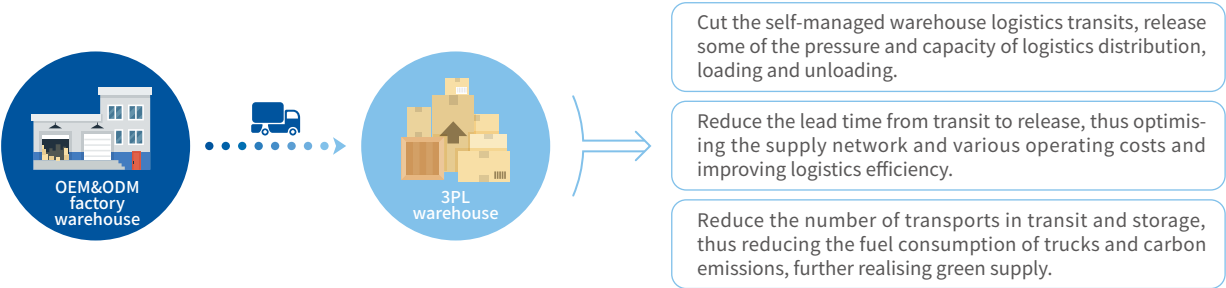 OEM&ODM
factory
warehouse
3PL
warehouse
Cut the self-managed warehouse logistics transits, release
some of the pressure and capacity of logistics distribution,
loading and unloading.
Reduce the lead time from transit to release, thus optimis-
ing the supply network and various operating costs and
improving logistics efficiency.
Reduce the number of transports in transit and storage,
thus reducing the fuel consumption of trucks and carbon
emissions, further realising green supply.